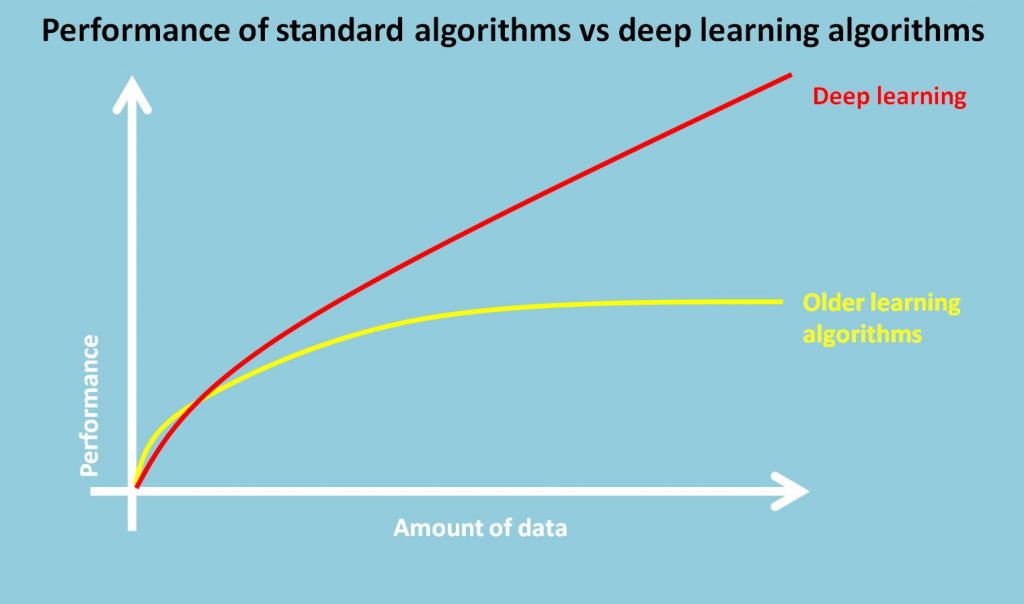 Performance of standard algorithms vs deep learning algorithms
Deep learning
Older learning
algorithms
Performance
Amount of data